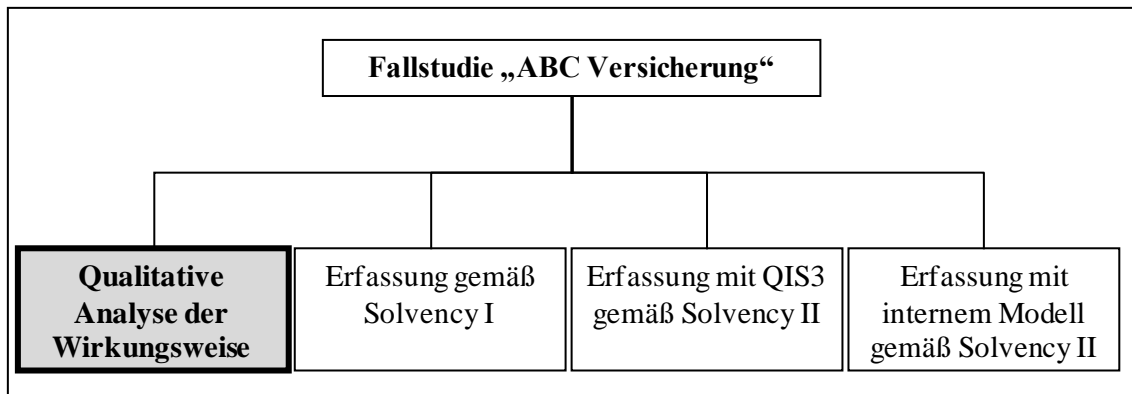 Fallstudie „ABC Versicherung“
Qualitative
Analyse der
Wirkungsweise
Erfassung gemäß
Solvency I
Erfassung mit QIS3
gemäß Solvency II
Erfassung mit
internem Modell
gemäß Solvency II